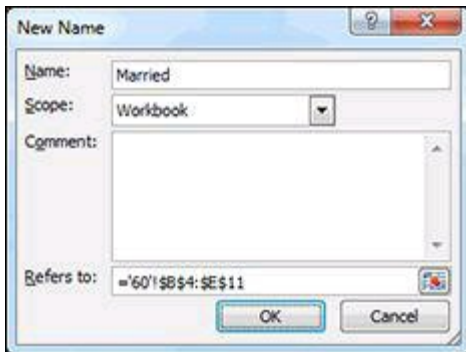 New Name
Name: Married
Scope: Workbook
Comment:
Refers to: ='60'!$B$4:$E$11
OK Cancel